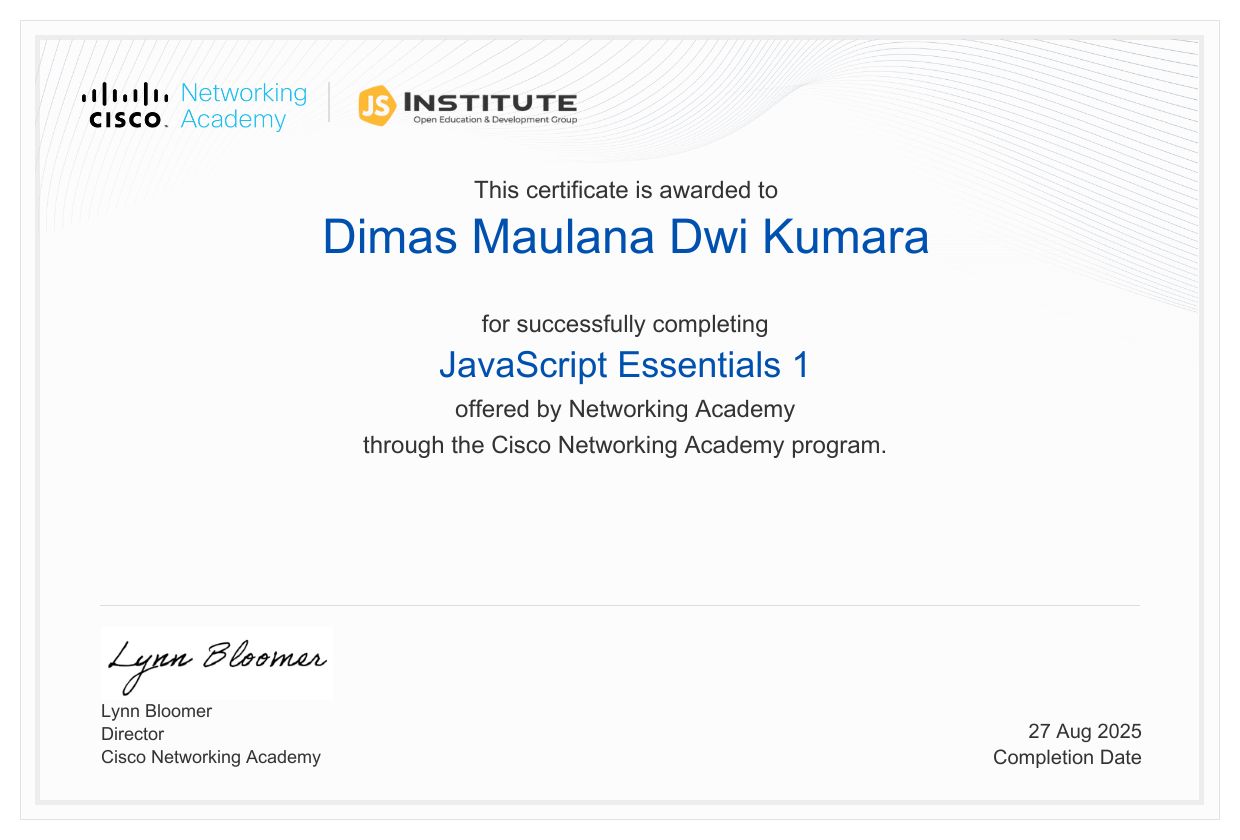 CISCO
Networking
Academy
JS INSTITUTE
Open Education & Development Group
This certificate is awarded to
Dimas Maulana Dwi Kumara
for successfully completing
JavaScript Essentials 1
offered by Networking Academy
through the Cisco Networking Academy program.
Lynn Bloomer
Lynn Bloomer
Director
Cisco Networking Academy
27 Aug 2025
Completion Date